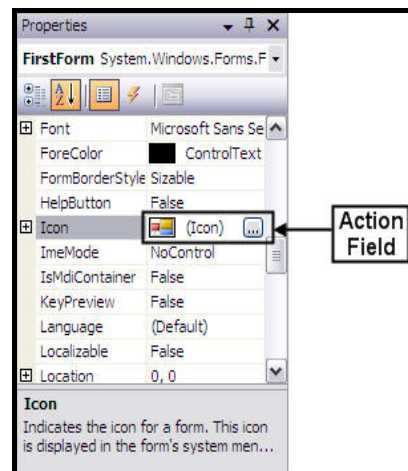 Properties
FirstForm System.Windows.Forms.F
Font Microsoft Sans Se
ForeColor ControlText
FormBorderStyle Sizable
HelpButton False
Icon (Icon) ...
ImeMode NoControl
IsMdiContainer False
KeyPreview False
Language (Default)
Localizable False
Location 0, 0
Action
Field
Icon
Indicates the icon for a form. This icon
is displayed in the form's system men...